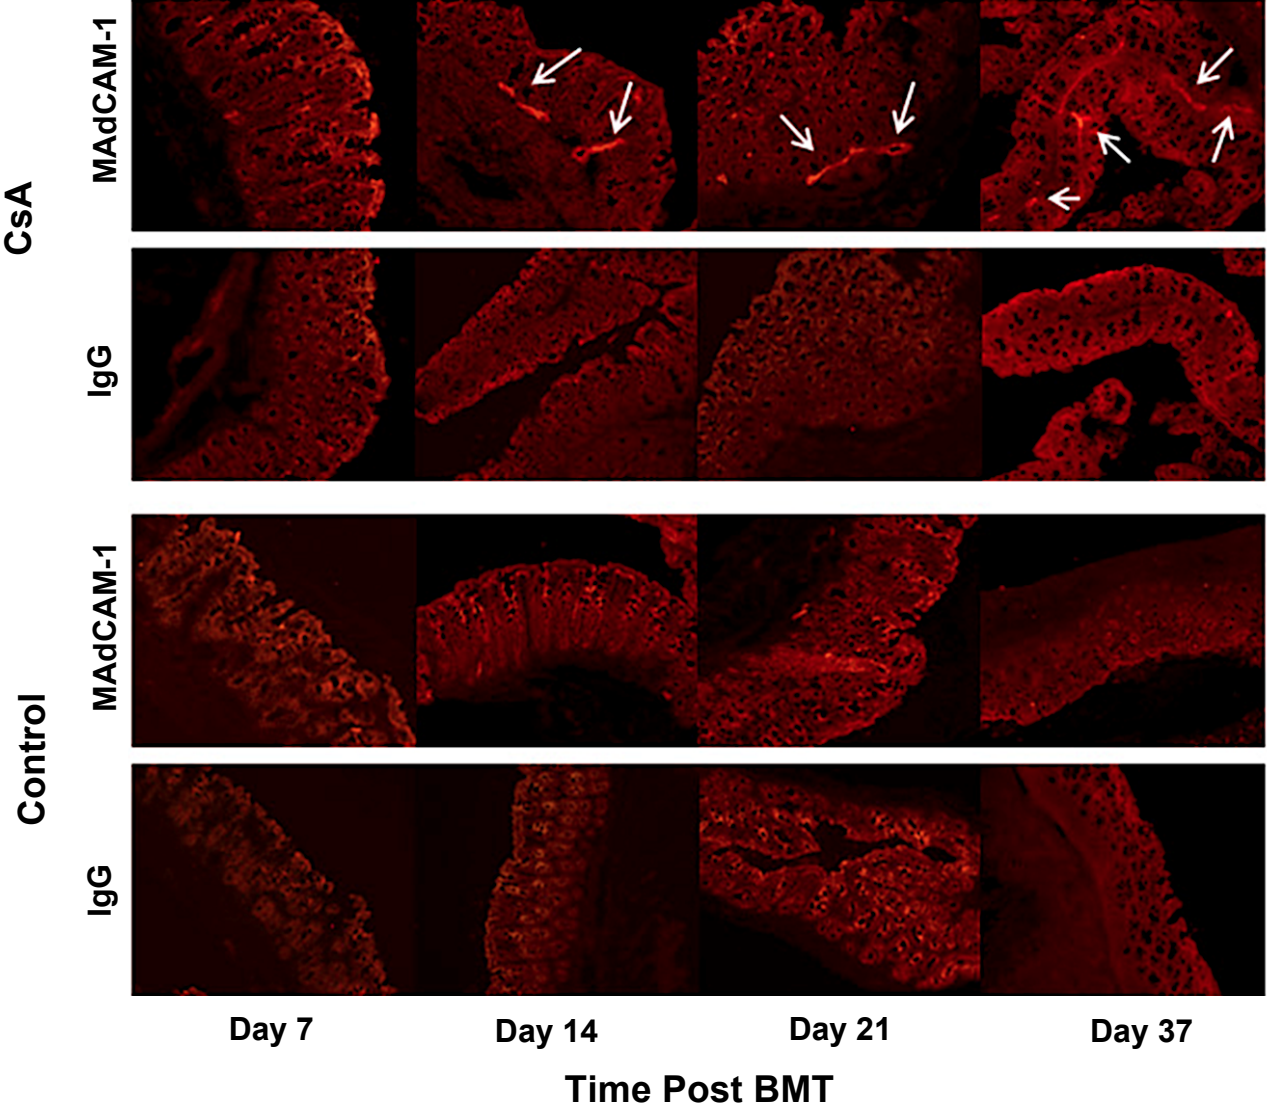 CsA
MAdCAM-1
IgG
Control
MAdCAM-1
IgG
Day 7
Day 14
Day 21
Day 37
Time Post BMT